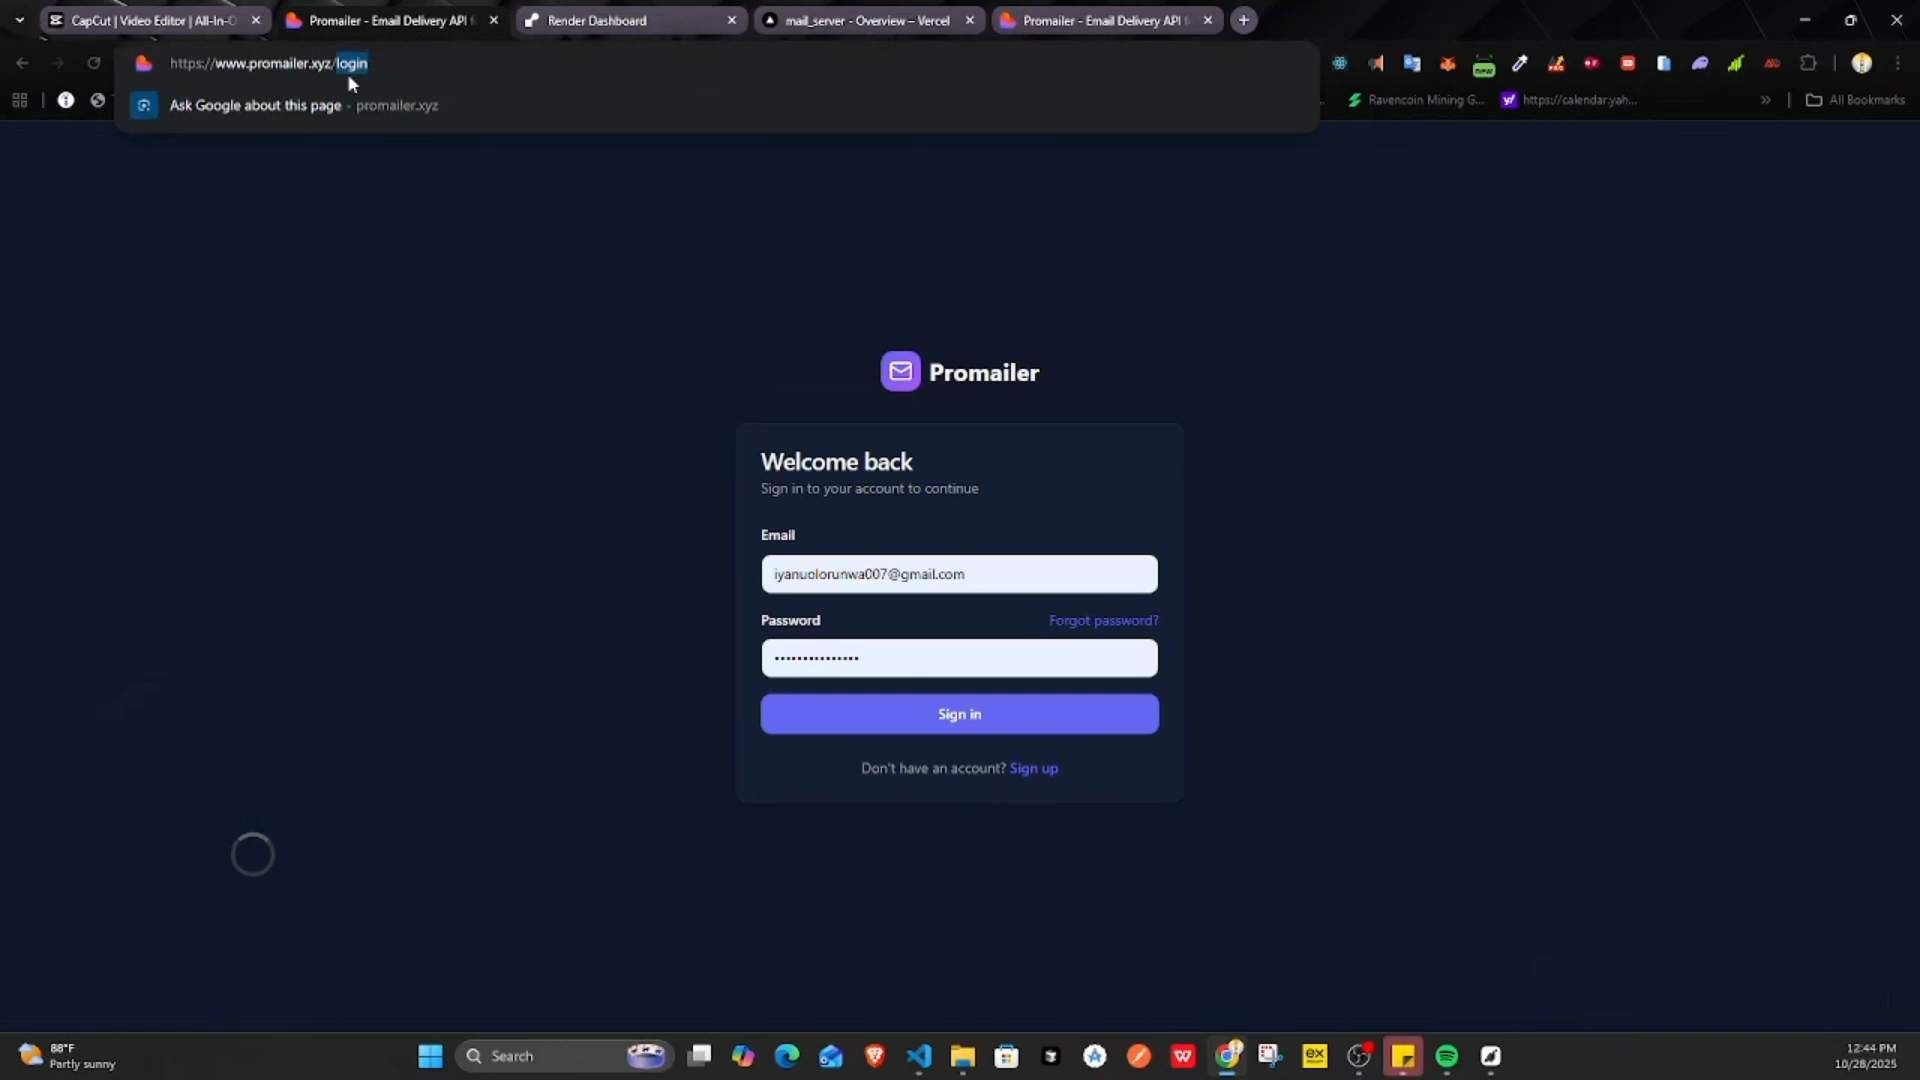 CapCut | Video Editor | All-In-O
Promailer - Email Delivery API f
Render Dashboard
mail_server - Overview – Vercel
Promailer - Email Delivery API f
https://www.promailer.xyz/login
Ask Google about this page - promailer.xyz
new
Ravencoin Mining G...
https://calendar.yah...
All Bookmarks
Promailer
Welcome back
Sign in to your account to continue
Email
iyanuolorunwa007@gmail.com
Password
Forgot password?
Sign in
Don't have an account? Sign up
88°F
Partly sunny
Search
12:44 PM
10/28/2025